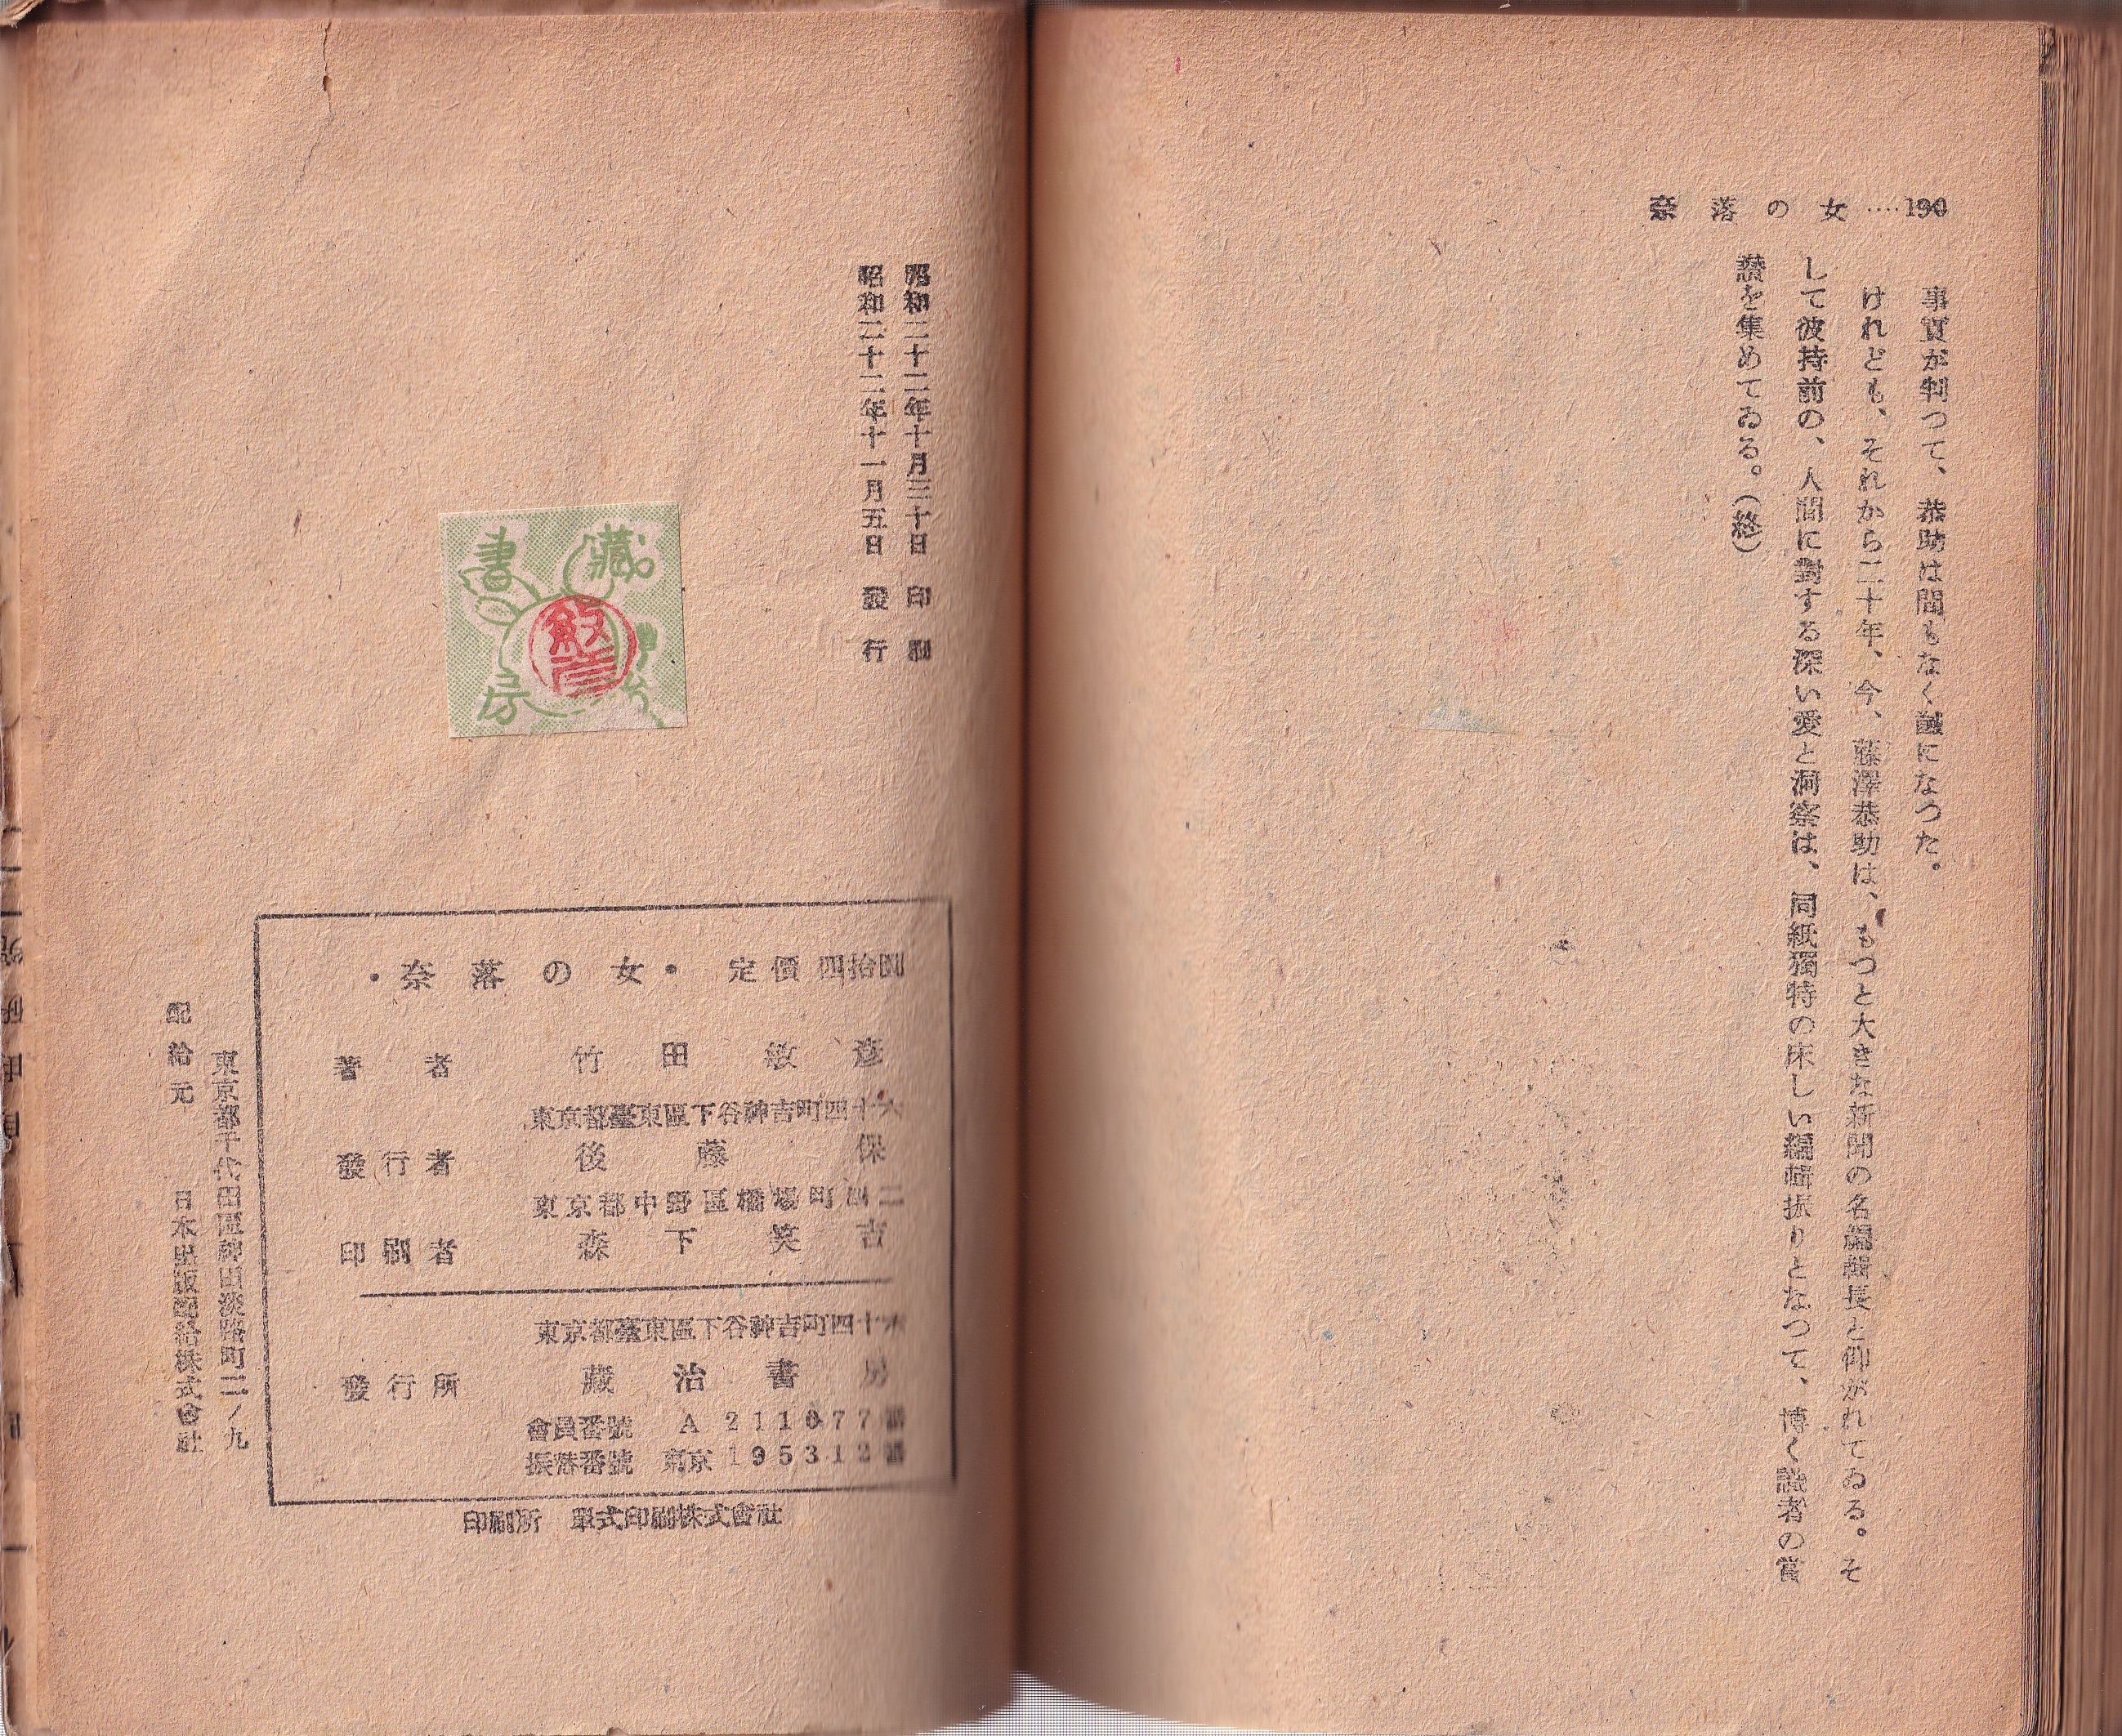 奈落の女‥‥190
事實が判つて、恭助は間もなく馘になつた。
けれども、それから二十年、今、藤澤恭助は、もつと大きな新聞の名編輯長と仰がれてゐる。そ
して彼持前の、人間に對する深い愛と洞察は、同紙獨特の床しい編輯振りとなつて、博く識者の賞
讃を集めてゐる。（終）
昭和二十二年十月三十日 印刷
昭和二十二年十一月五日 發行
藏
書
房
敏彦
・奈落の女・ 定價 四拾圓
著者 竹田敏彦
東京都臺東區下谷神吉町四十六
發行者 後藤保
東京都中野區橋場町四二
印刷者 森下笑吉
東京都臺東區下谷神吉町四十六
發行所 藏治書房
會員番號 A211077番
振替番號 東京195312番
印刷所 單式印刷株式會社
東京都千代田區神田淡路町二ノ九
配給元 日本出版配給株式會社